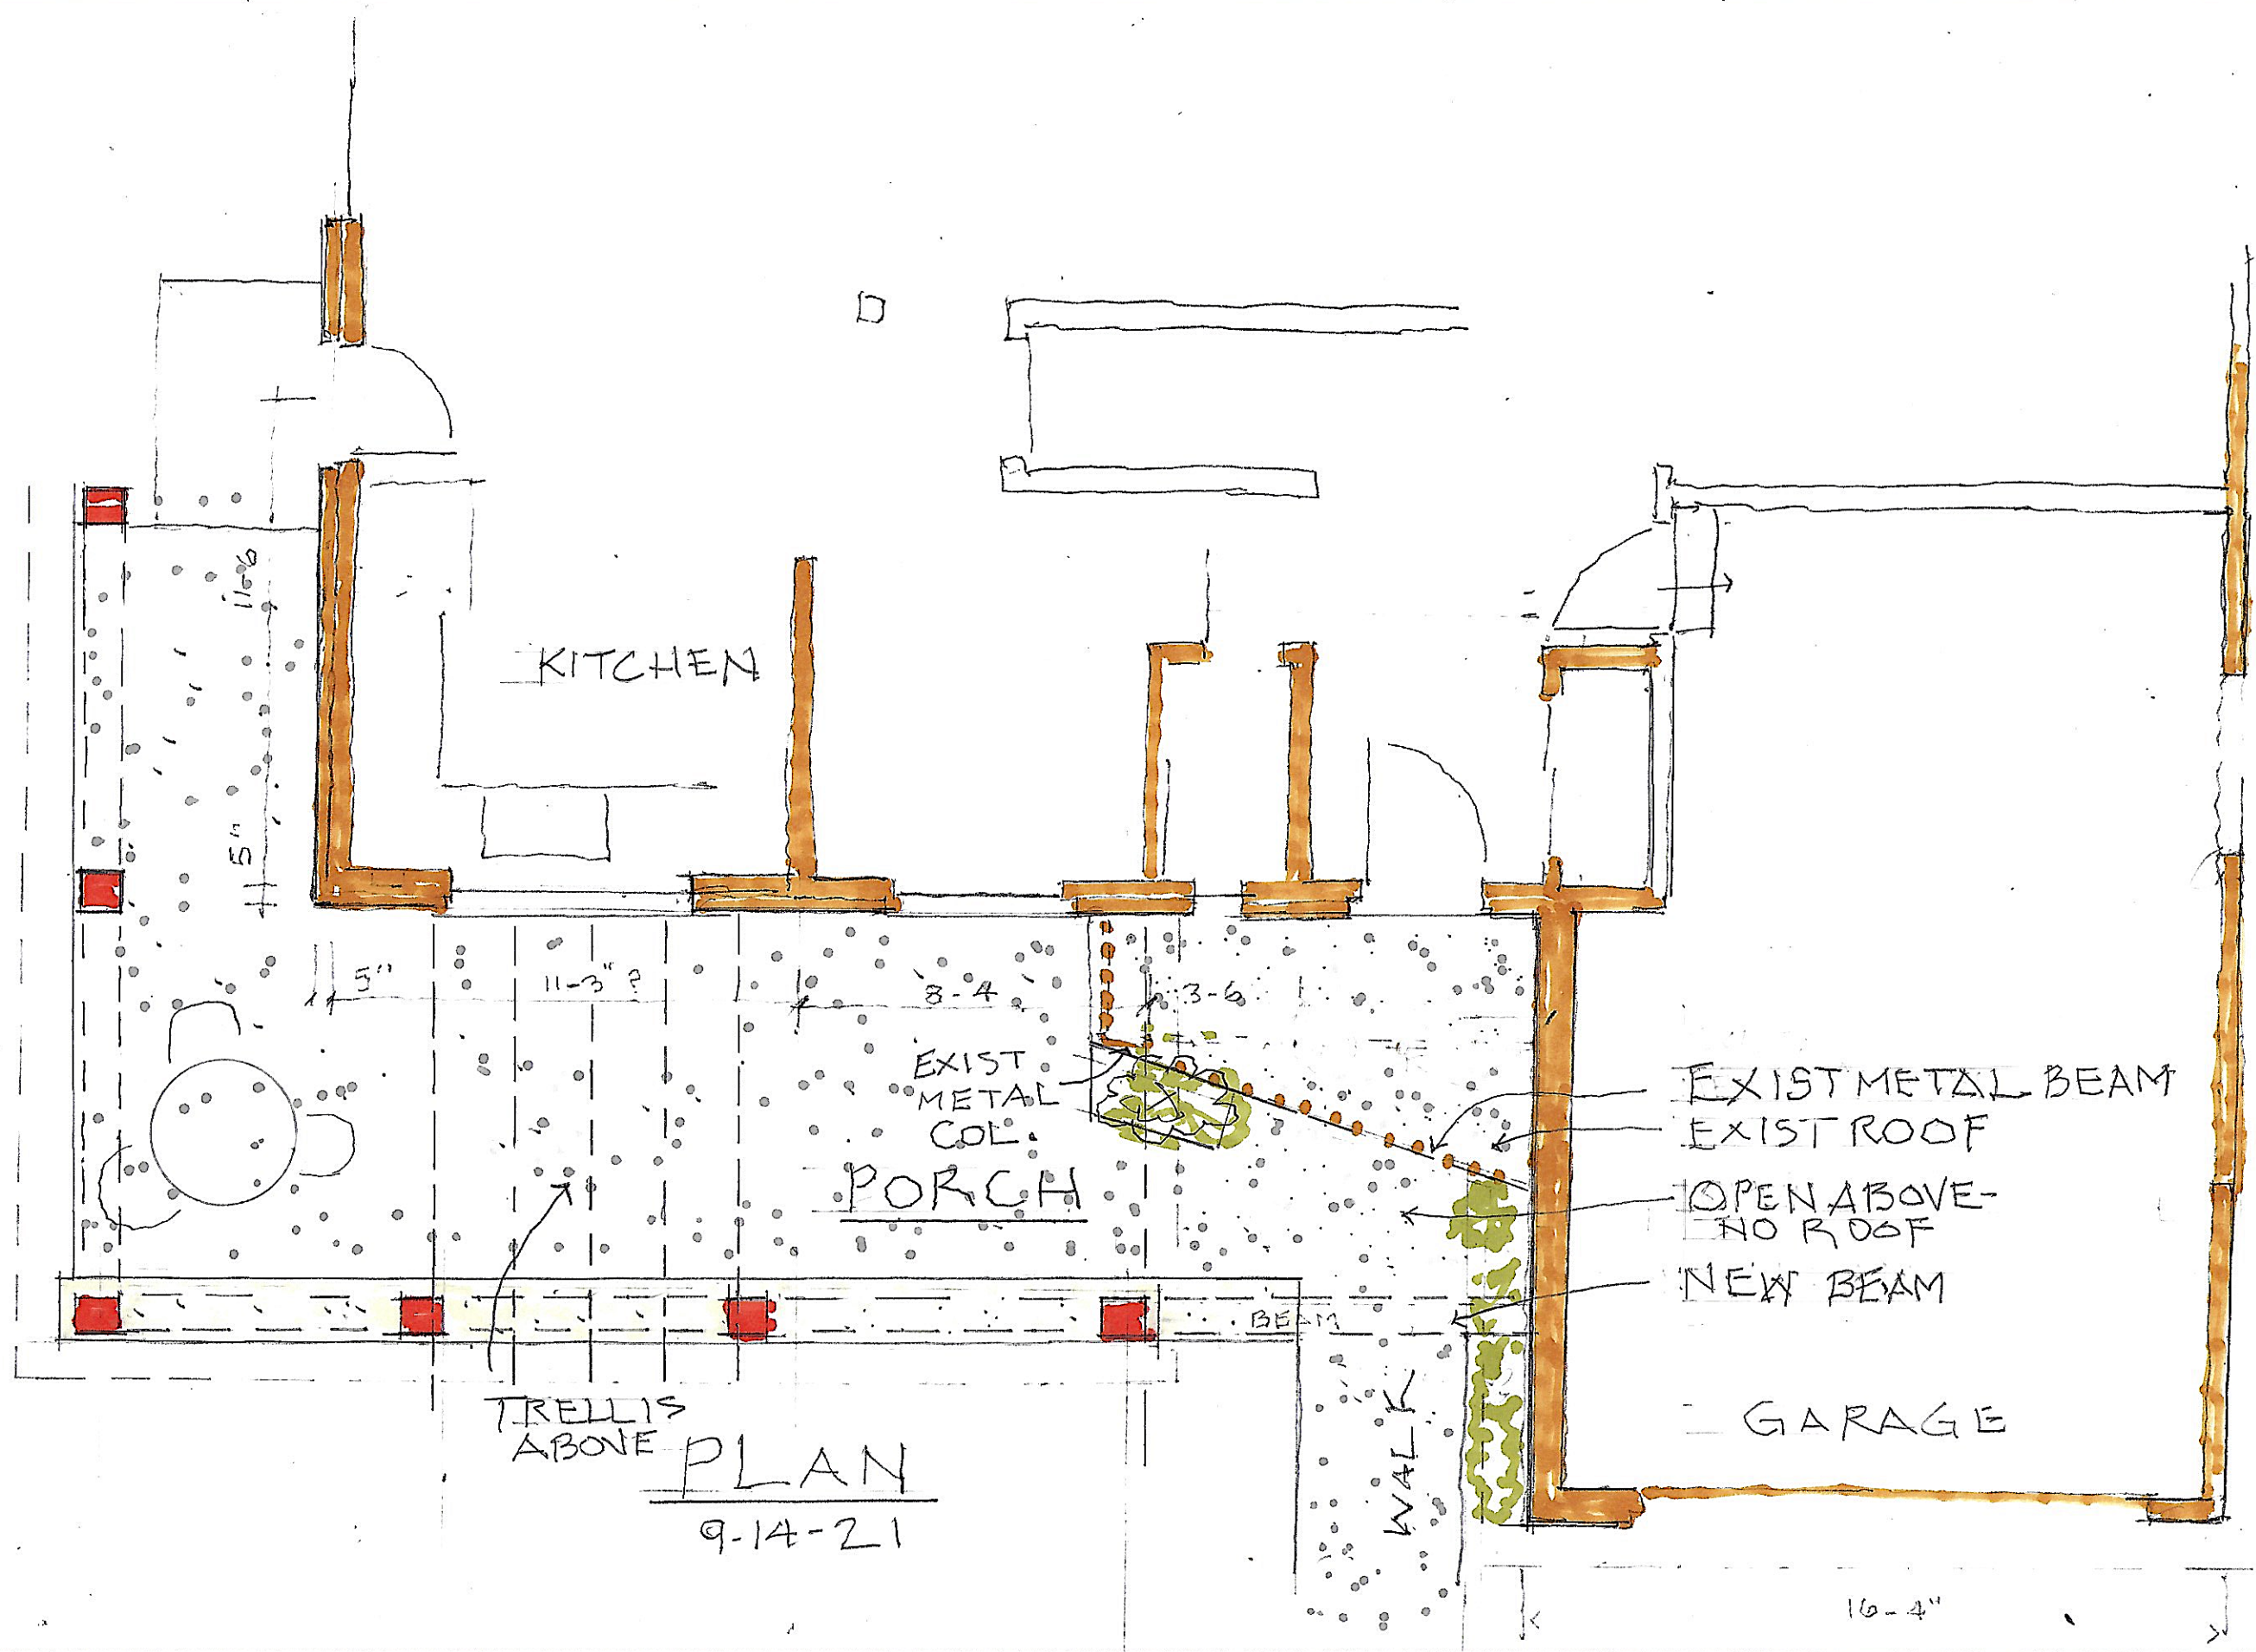 11-6
KITCHEN
5"
5"
11-3" ?
8-4
3-6
EXIST
METAL
COL.
PORCH
EXIST METAL BEAM
EXIST ROOF
OPEN ABOVE-
NO ROOF
NEW BEAM
BEAM
WALK
TRELLIS
ABOVE
GARAGE
PLAN
9-14-21
16-4"